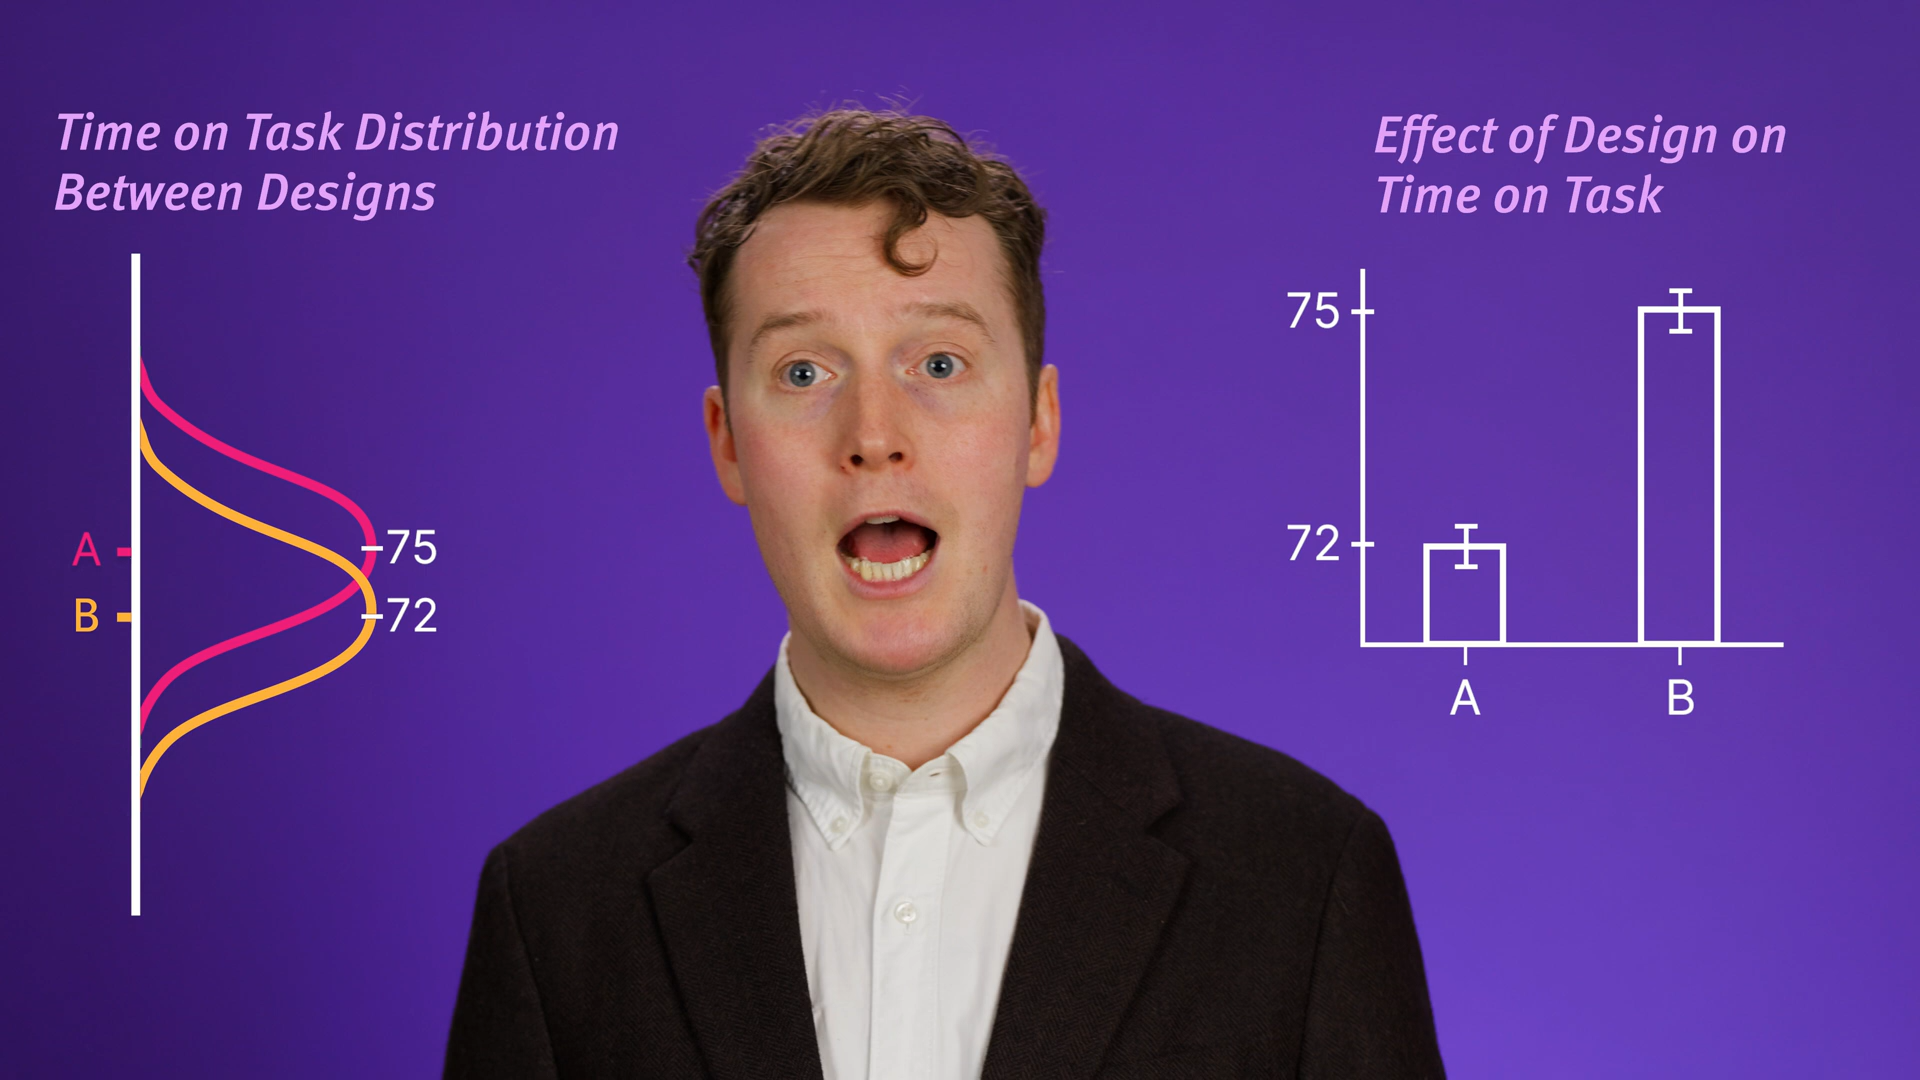 Time on Task Distribution
Between Designs
A
75
B
72
Effect of Design on
Time on Task
75
72
A
B